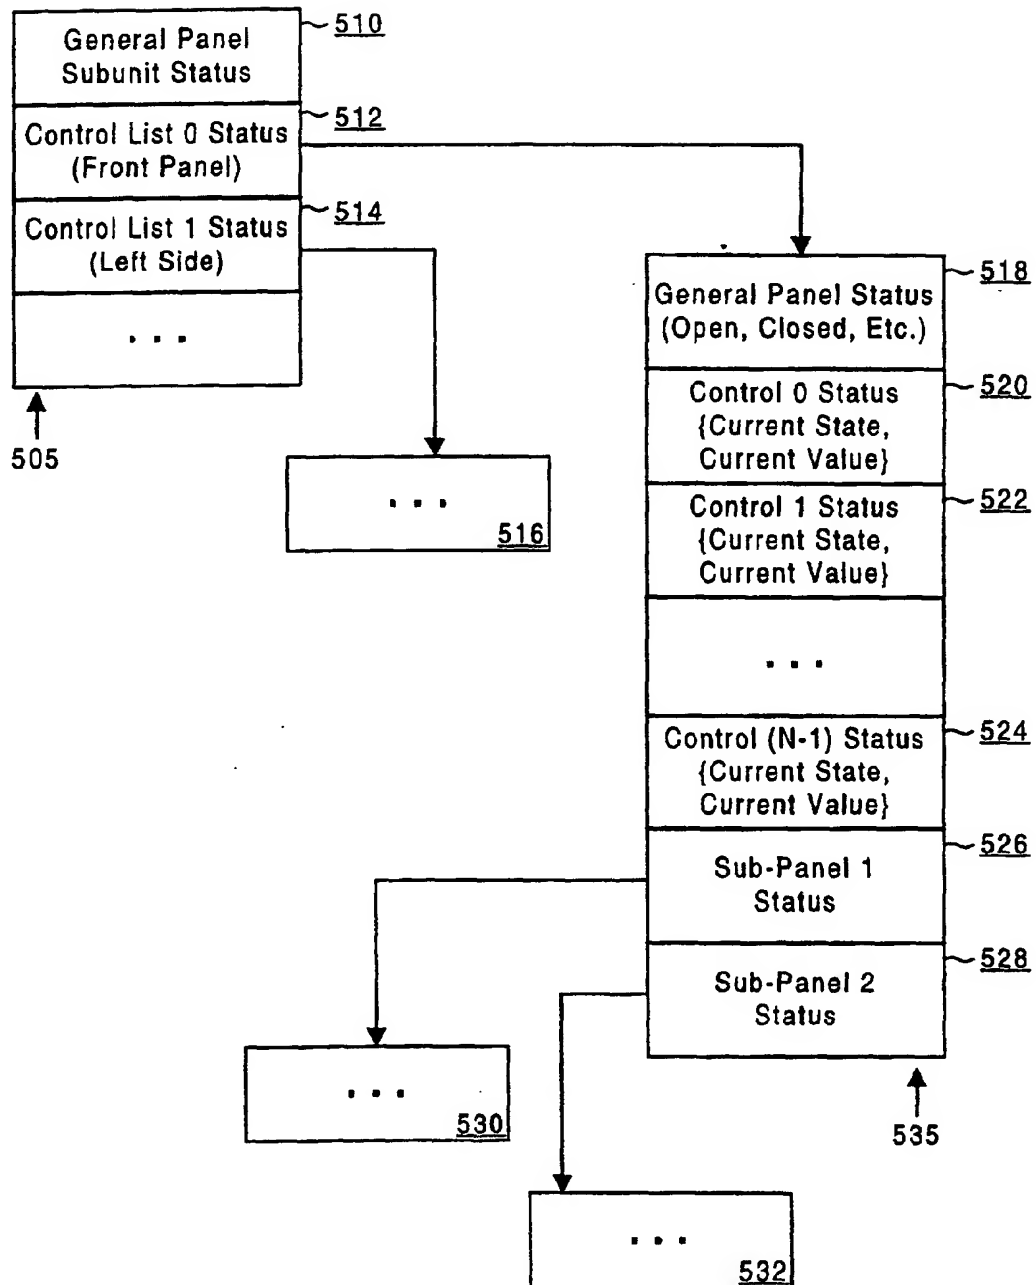 General Panel
Subunit Status
510
Control List 0 Status
(Front Panel)
512
Control List 1 Status
(Left Side)
514
. . .
505
. . .
516
General Panel Status
(Open, Closed, Etc.)
518
Control 0 Status
{Current State,
Current Value}
520
Control 1 Status
{Current State,
Current Value}
522
. . .
Control (N-1) Status
{Current State,
Current Value}
524
Sub-Panel 1
Status
526
Sub-Panel 2
Status
528
535
. . .
530
. . .
532